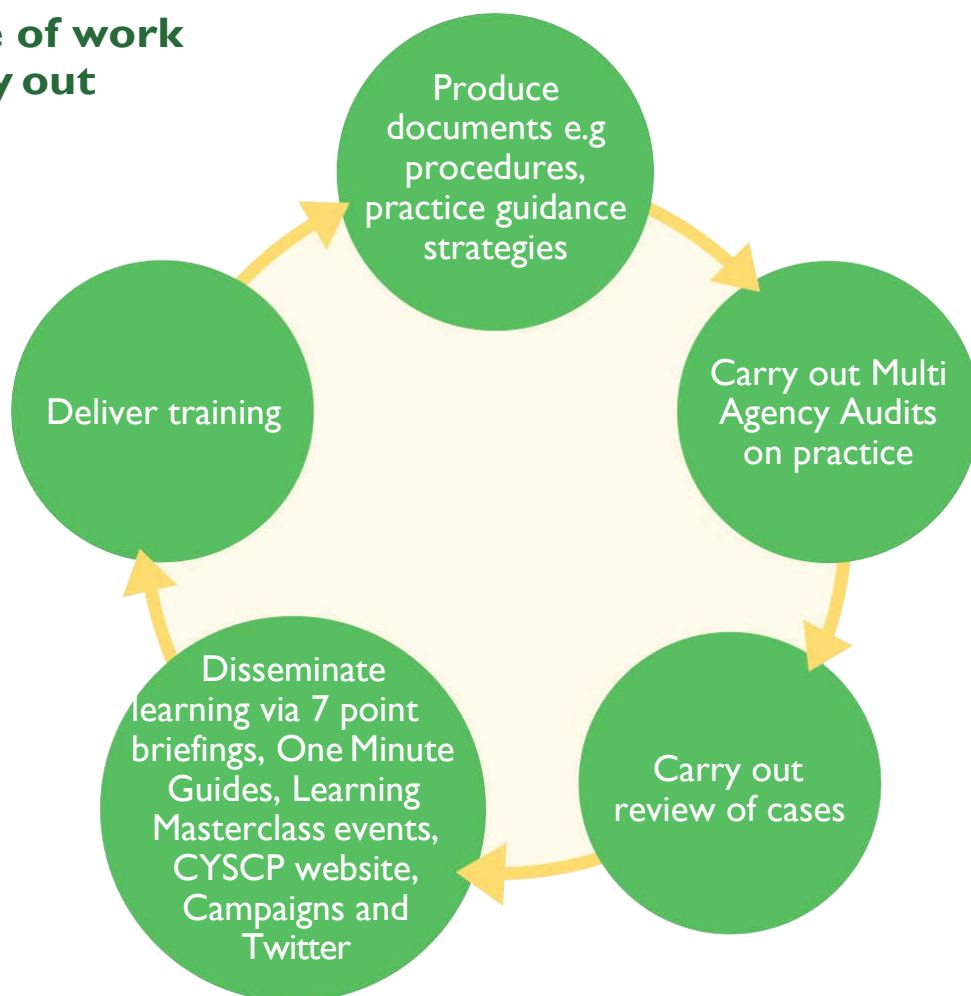 of work
out
Produce
documents e.g
procedures,
practice guidance
strategies
Carry out Multi
Agency Audits
on practice
Carry out
review of cases
Disseminate
learning via 7 point
briefings, One Minute
Guides, Learning
Masterclass events,
CYSCP website,
Campaigns and
Twitter
Deliver training